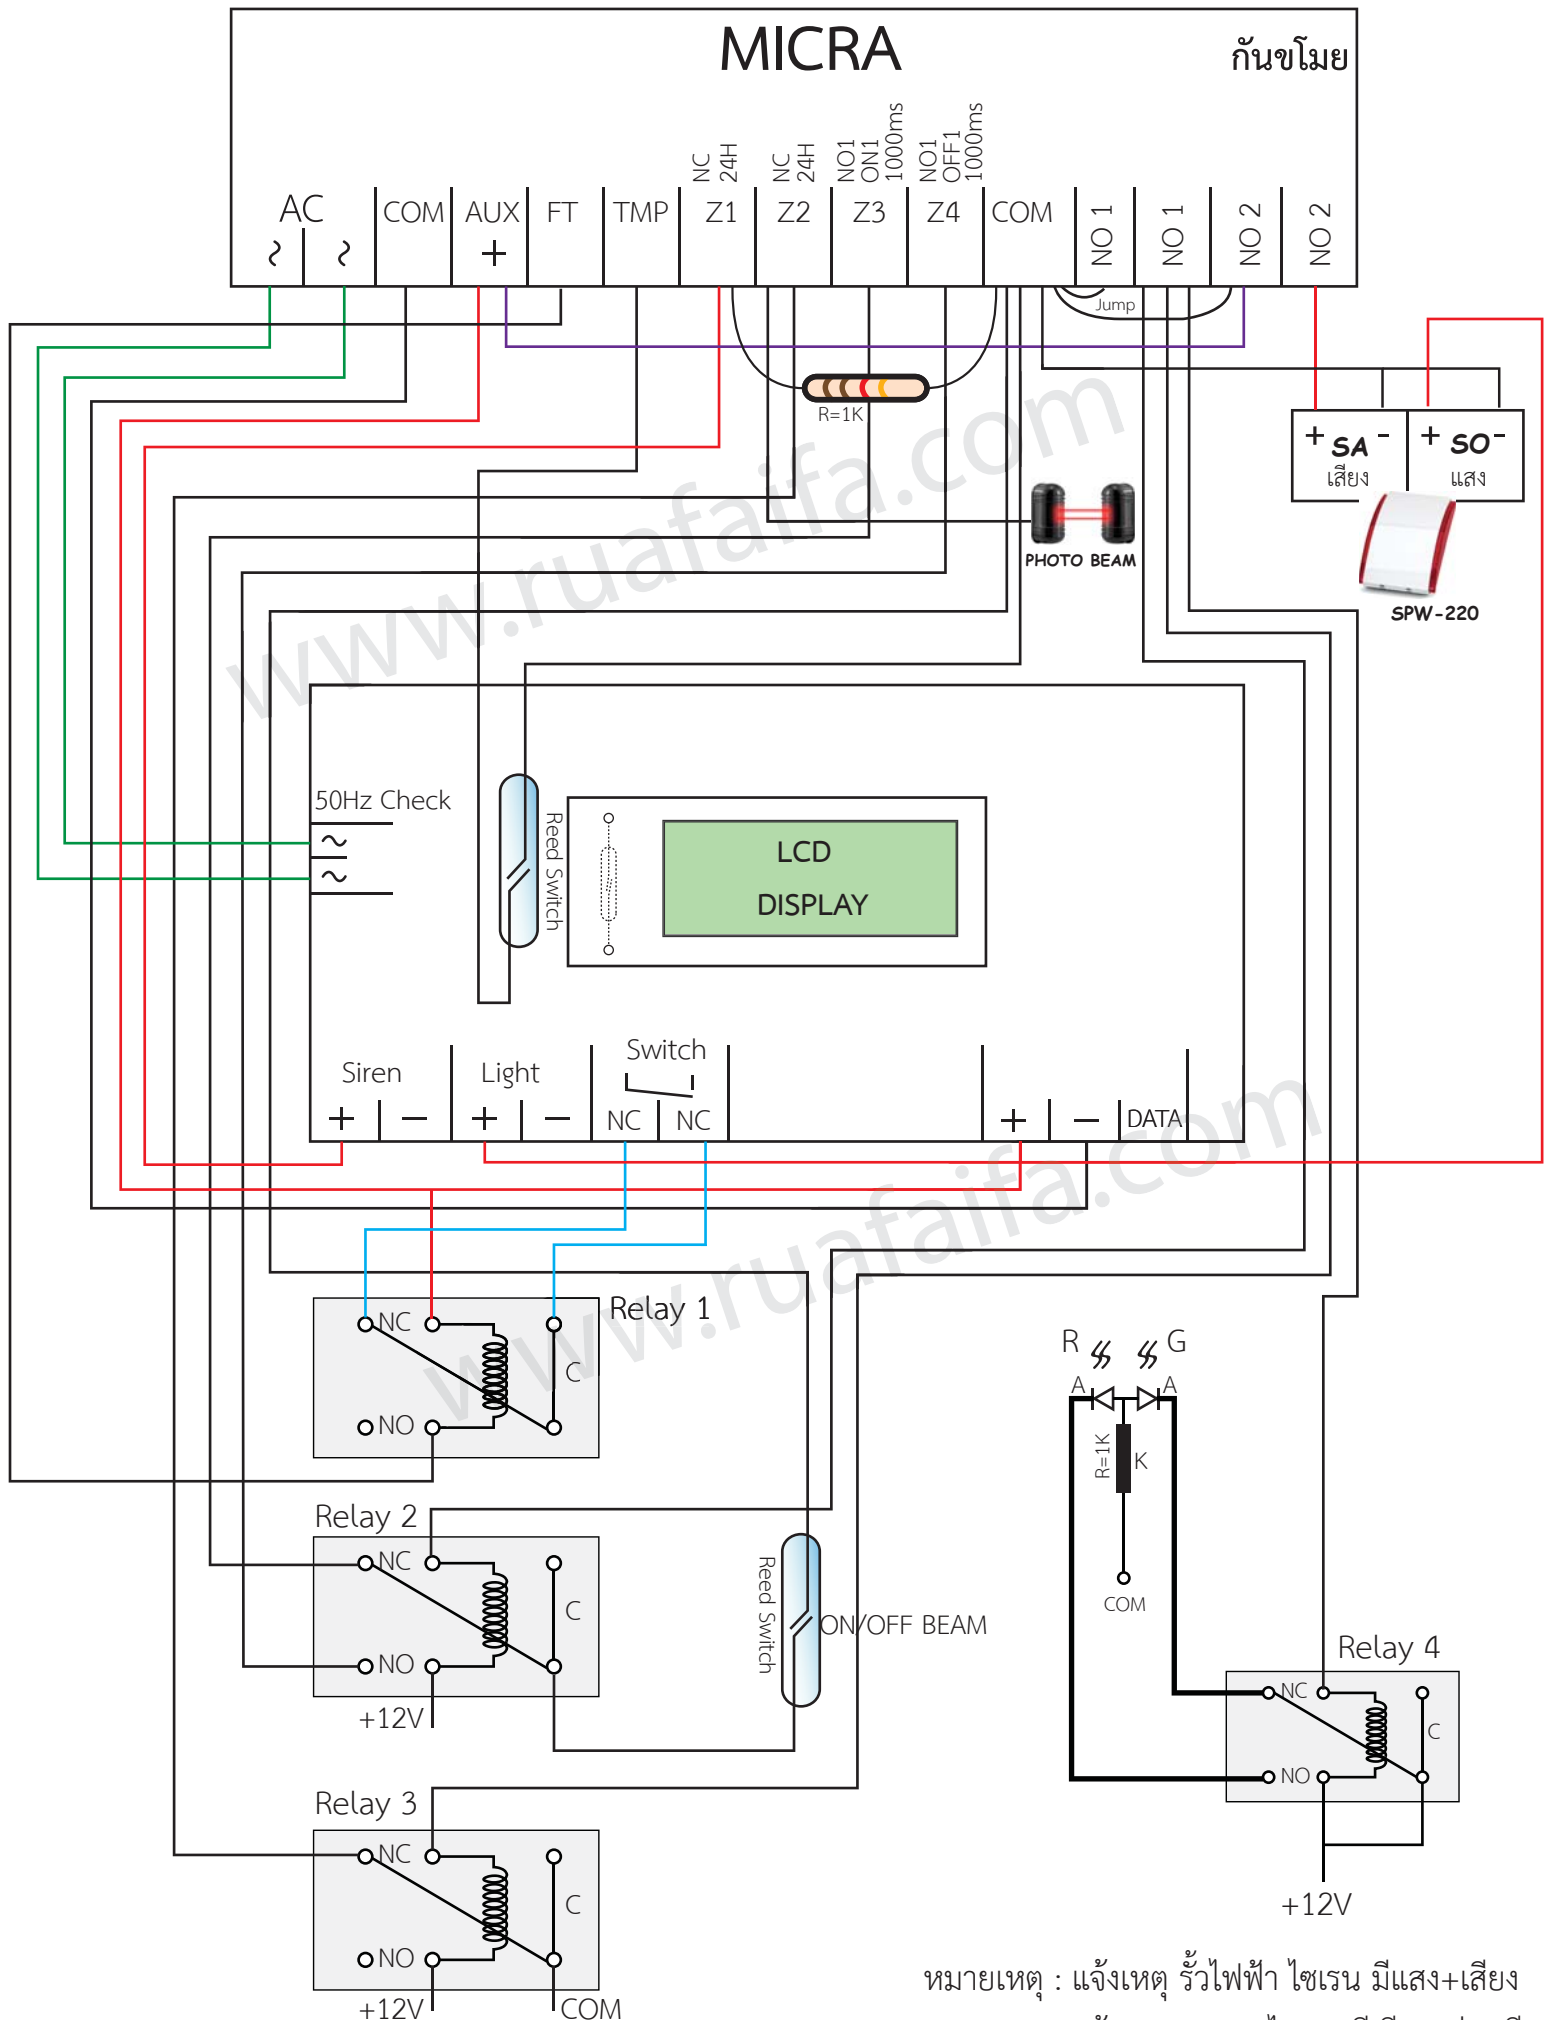 MICRA
กันขโมย
NC
24H
NC
24H
NO1
ON1
1000ms
NO1
OFF1
1000ms
AC
COM
AUX
+
FT
TMP
Z1
Z2
Z3
Z4
COM
NO 1
NO 1
NO 2
NO 2
~
~
Jump
R=1K
+ SA -
เสียง
+ SO -
แสง
PHOTO BEAM
SPW-220
www.ruafaifa.com
50Hz Check
~
~
Reed Switch
LCD
DISPLAY
Siren
Light
Switch
+
-
+
-
NC
NC
+
-
DATA
www.ruafaifa.com
Relay 1
NC
C
NO
R
G
A
A
R=1K
K
COM
Relay 2
NC
C
NO
+12V
Reed Switch
ON/OFF BEAM
Relay 4
NC
C
NO
+12V
Relay 3
NC
C
NO
+12V
COM
หมายเหตุ : แจ้งเหตุ รั้วไฟฟ้า ไซเรน มีแสง+เสียง